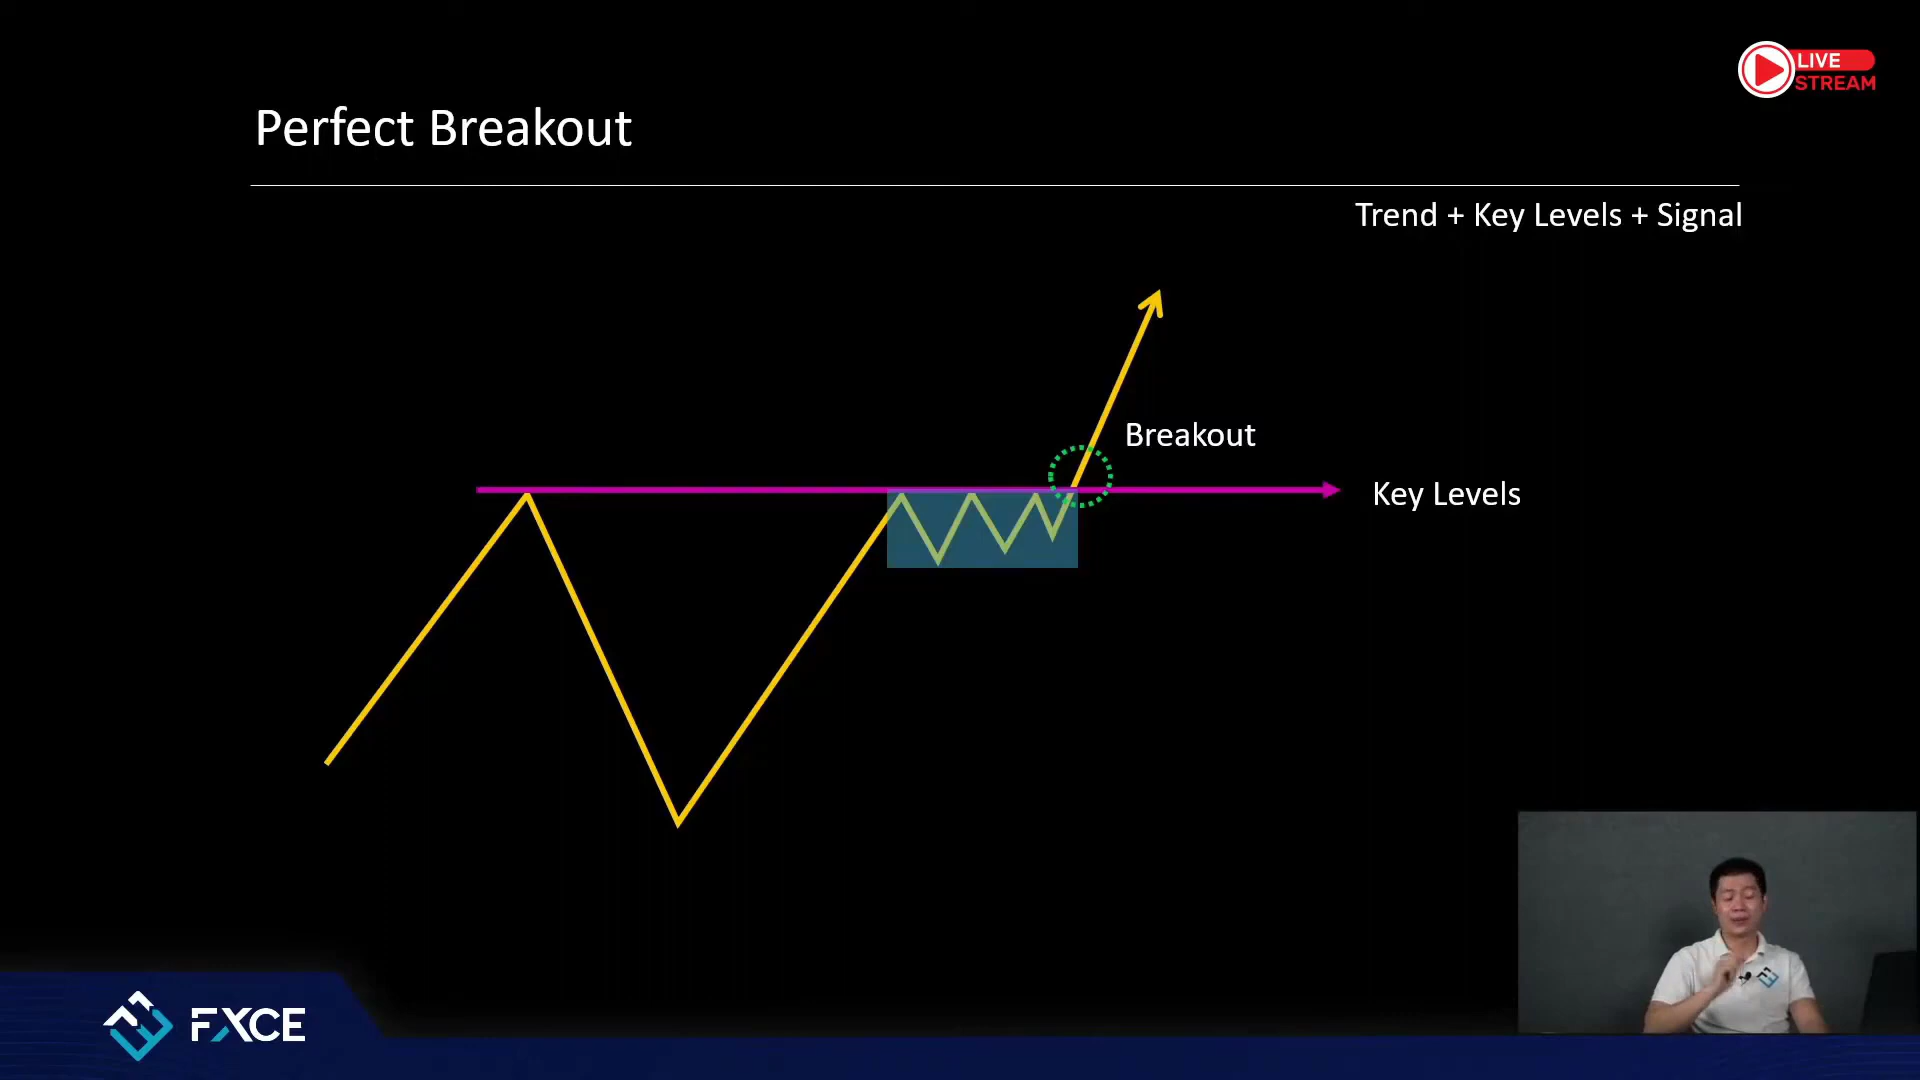 LIVE
STREAM
Perfect Breakout
Trend + Key Levels + Signal
Breakout
Key Levels
FXCE